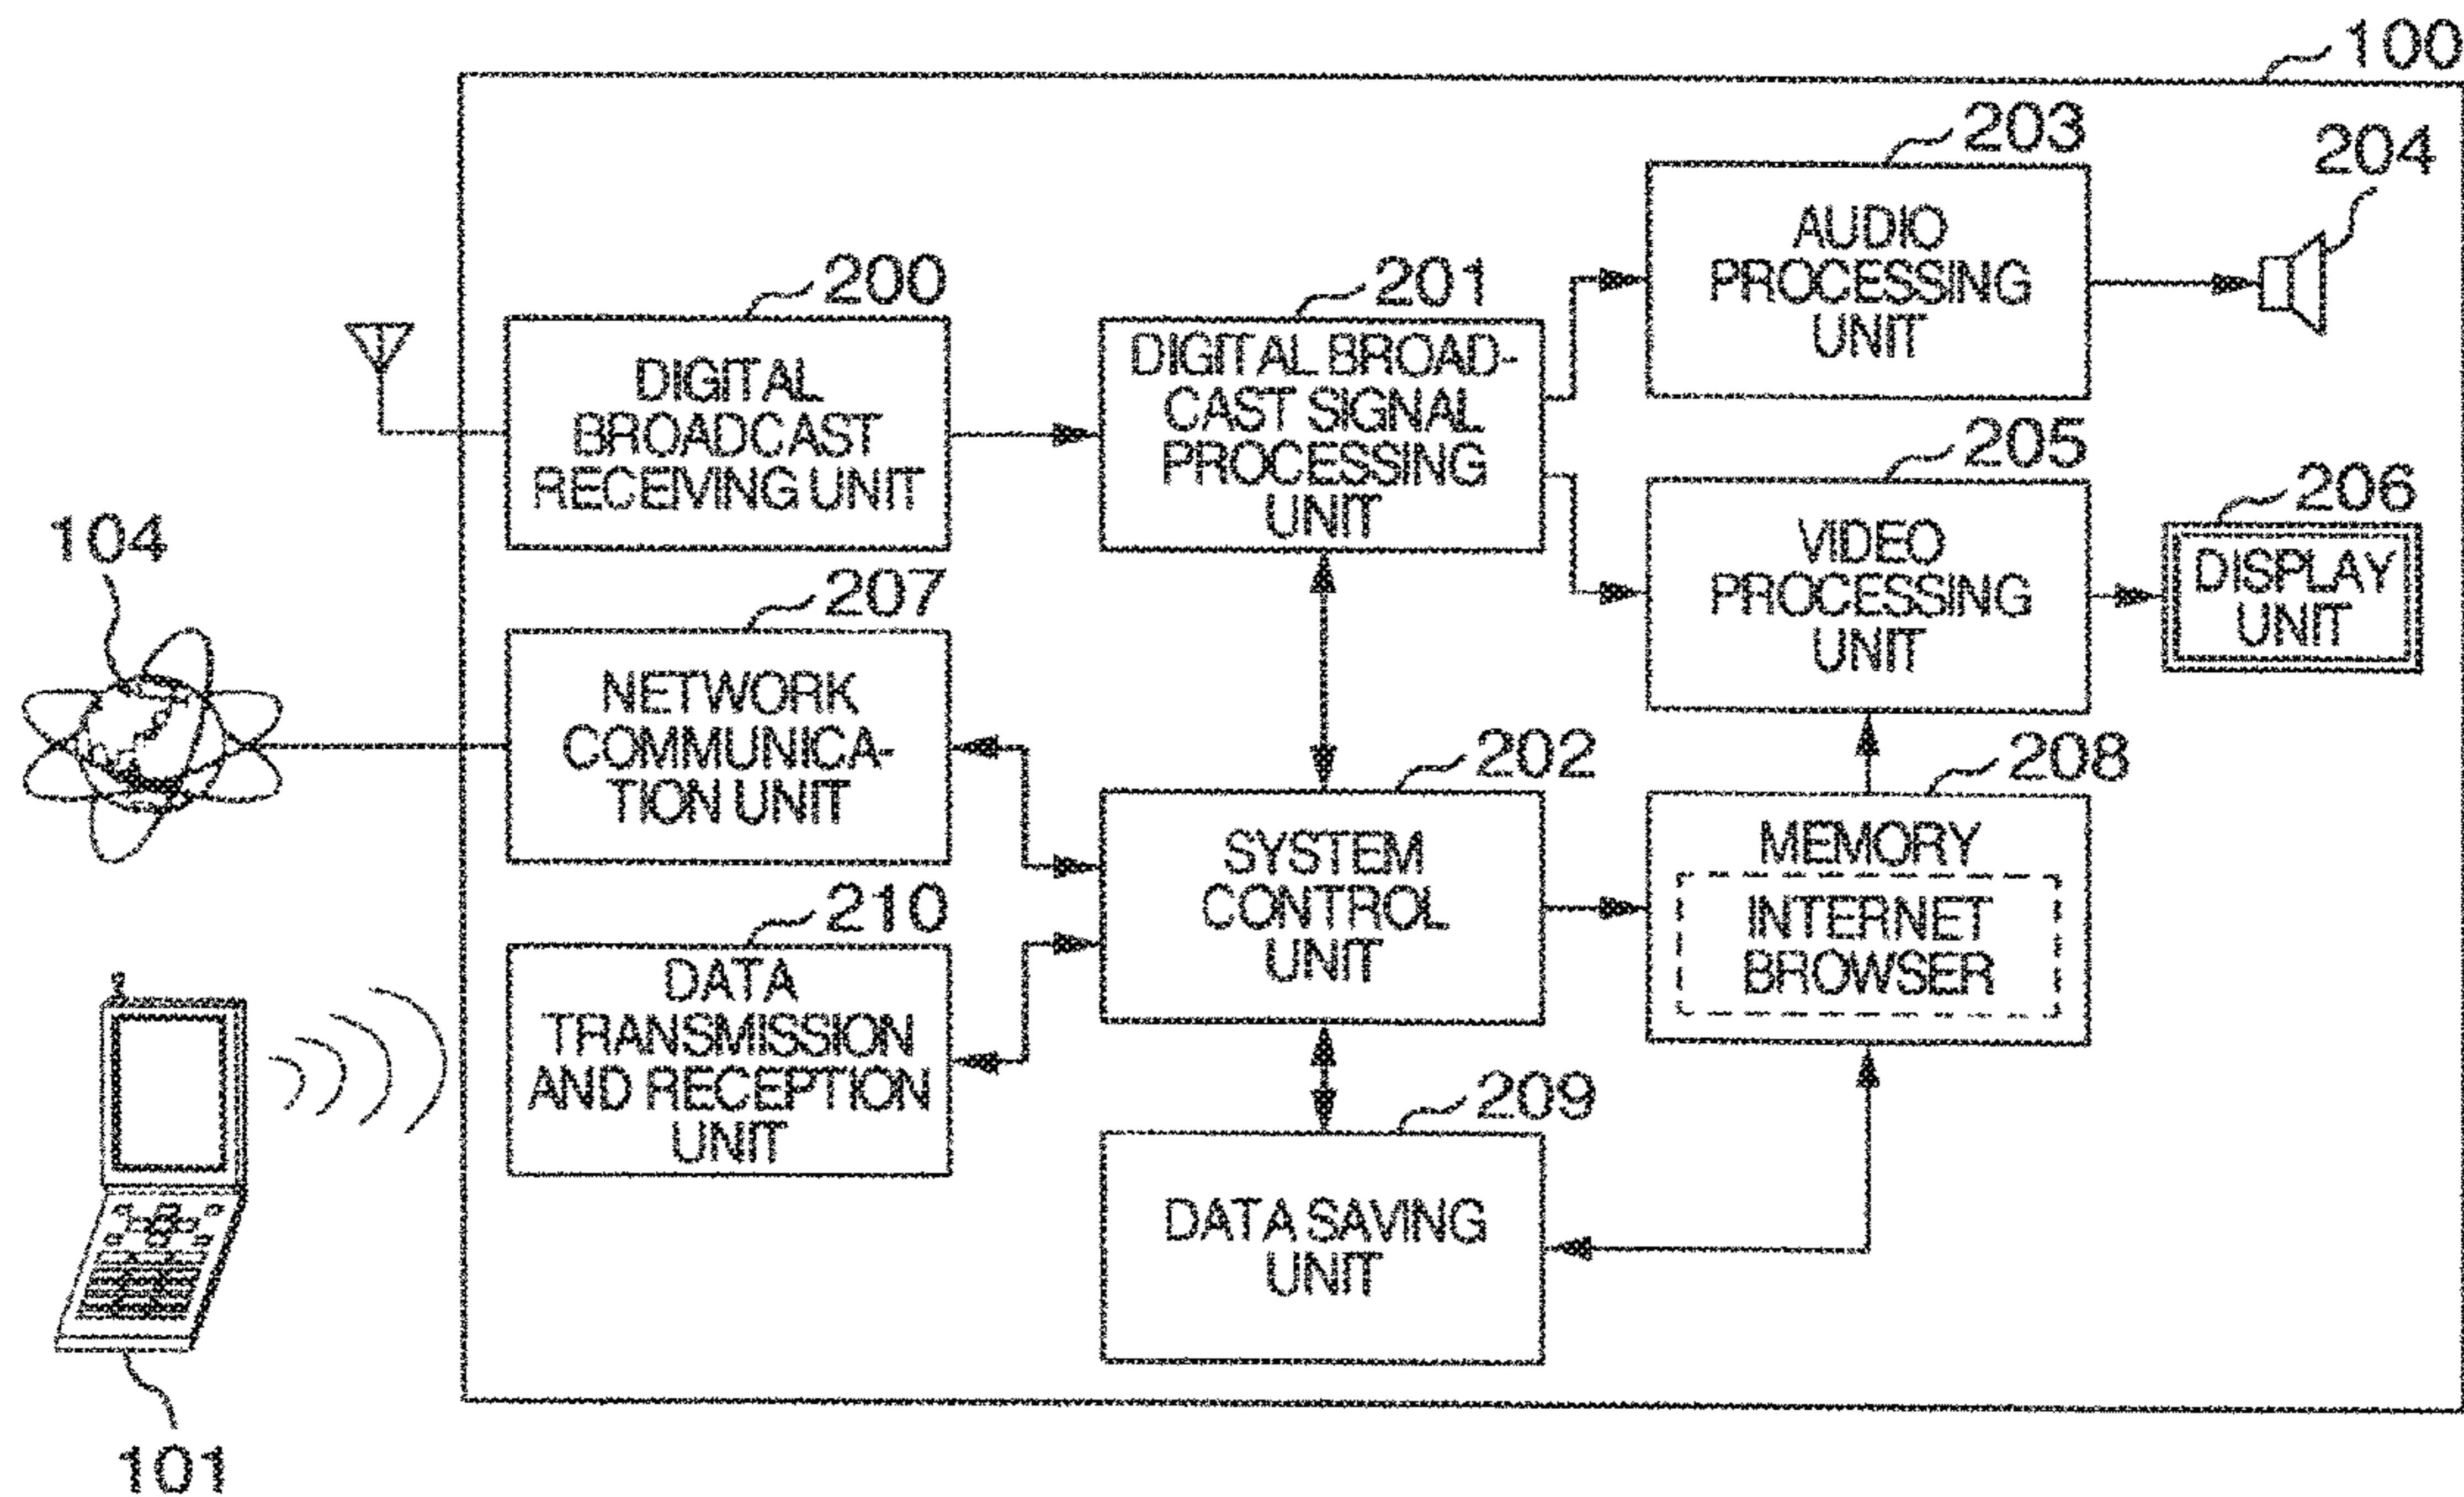 100
203
AUDIO
PROCESSING
UNIT
204
200
DIGITAL
BROADCAST
RECEIVING UNIT
201
DIGITAL BROAD-
CAST SIGNAL
PROCESSING
UNIT
205
VIDEO
PROCESSING
UNIT
206
DISPLAY
UNIT
104
207
NETWORK
COMMUNICA-
TION UNIT
202
SYSTEM
CONTROL
UNIT
208
MEMORY
INTERNET
BROWSER
210
DATA
TRANSMISSION
AND RECEPTION
UNIT
209
DATA SAVING
UNIT
101